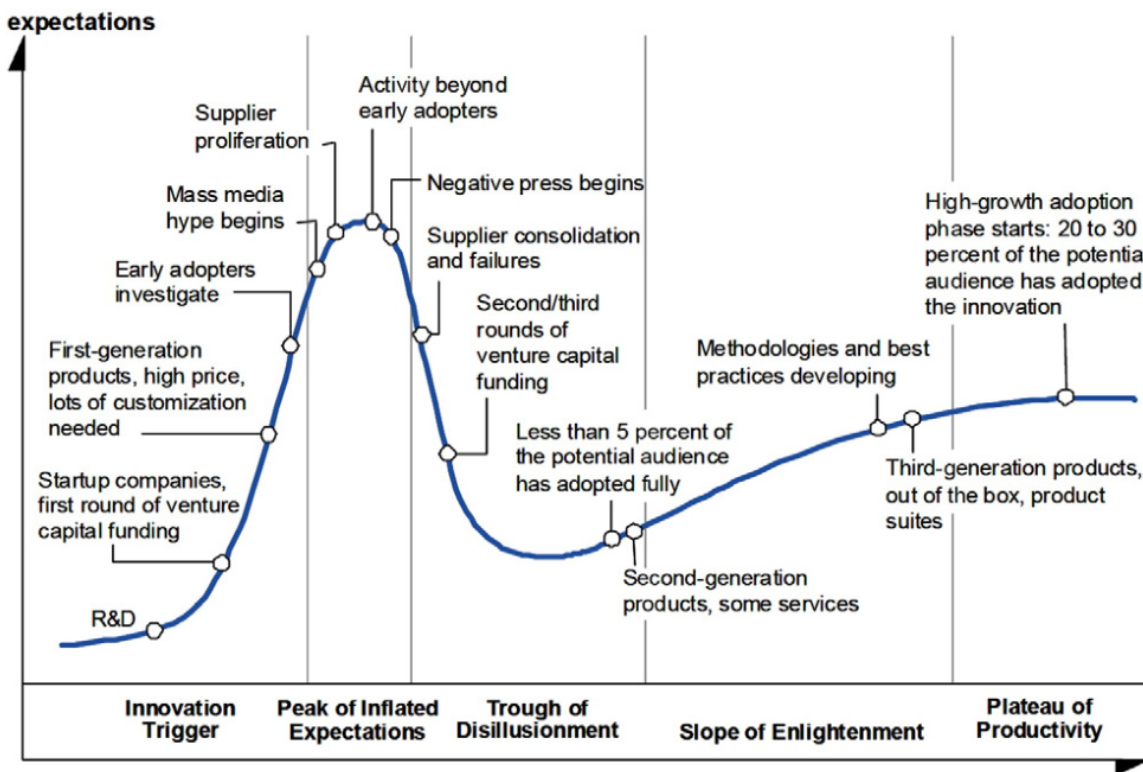 expectations
Activity beyond
early adopters
Supplier
proliferation
Negative press begins
Mass media
hype begins
Supplier consolidation
and failures
Early adopters
investigate
Second/third
rounds of
venture capital
funding
First-generation
products, high price,
lots of customization
needed
Startup companies,
first round of venture
capital funding
R&D
Less than 5 percent of
the potential audience
has adopted fully
Second-generation
products, some services
Methodologies and best
practices developing
Third-generation products,
out of the box, product
suites
High-growth adoption
phase starts: 20 to 30
percent of the potential
audience has adopted
the innovation
Innovation
Trigger
Peak of Inflated
Expectations
Trough of
Disillusionment
Slope of Enlightenment
Plateau of
Productivity